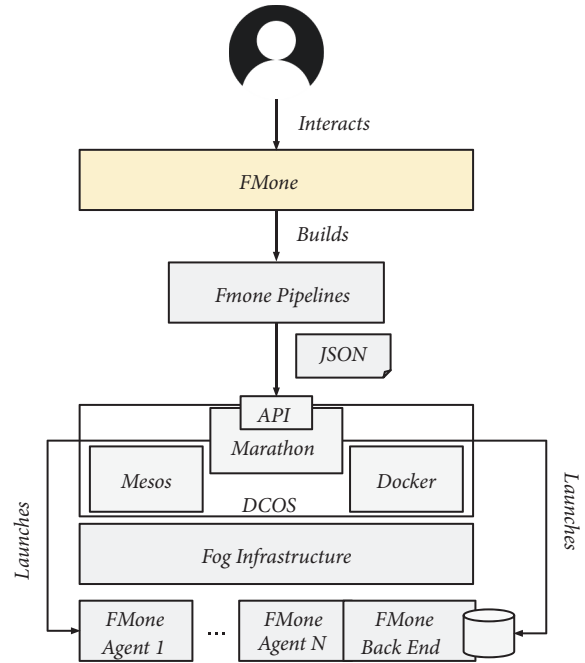 Interacts
FMone
Builds
Fmone Pipelines
JSON
API
Marathon
Mesos
Docker
DCOS
Launches
Launches
Fog Infrastructure
FMone
Agent 1
...
FMone
Agent N
FMone
Back End